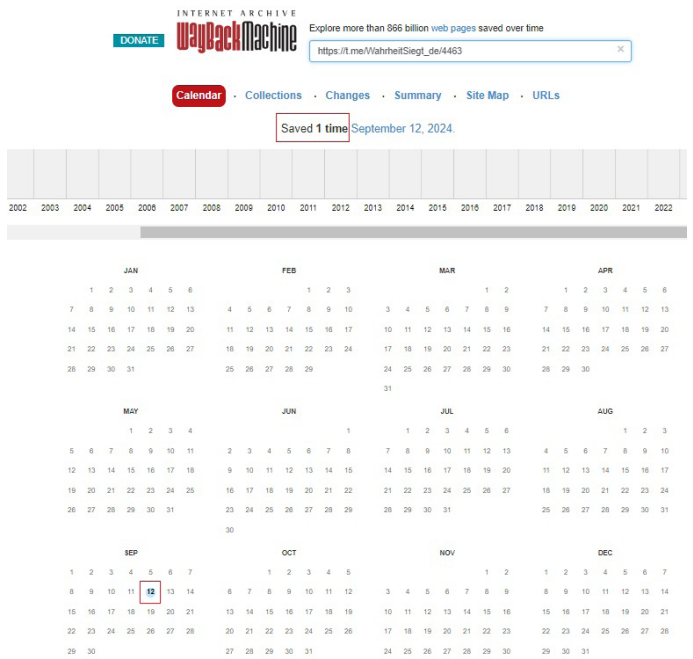 INTERNET ARCHIVE
DONATE
WayBackMachine
Explore more than 866 billion web pages saved over time
https://t.me/WahrheitSiegt_de/4463 ×
Calendar · Collections · Changes · Summary · Site Map · URLs
Saved 1 time September 12, 2024.
2002 2003 2004 2005 2006 2007 2008 2009 2010 2011 2012 2013 2014 2015 2016 2017 2018 2019 2020 2021 2022
JAN FEB MAR APR
1 2 3 4 5 6 1 2 3 1 2 1 2 3 4 5 6
7 8 9 10 11 12 13 4 5 6 7 8 9 10 3 4 5 6 7 8 9 7 8 9 10 11 12 13
14 15 16 17 18 19 20 11 12 13 14 15 16 17 10 11 12 13 14 15 16 14 15 16 17 18 19 20
21 22 23 24 25 26 27 18 19 20 21 22 23 24 17 18 19 20 21 22 23 21 22 23 24 25 26 27
28 29 30 31 25 26 27 28 29 24 25 26 27 28 29 30 28 29 30
31
MAY JUN JUL AUG
1 2 3 4 1 1 2 3 4 5 6 1 2 3
5 6 7 8 9 10 11 2 3 4 5 6 7 8 7 8 9 10 11 12 13 4 5 6 7 8 9 10
12 13 14 15 16 17 18 9 10 11 12 13 14 15 14 15 16 17 18 19 20 11 12 13 14 15 16 17
19 20 21 22 23 24 25 16 17 18 19 20 21 22 21 22 23 24 25 26 27 18 19 20 21 22 23 24
26 27 28 29 30 31 23 24 25 26 27 28 29 28 29 30 31 25 26 27 28 29 30 31
30
SEP OCT NOV DEC
1 2 3 4 5 6 7 1 2 3 4 5 1 2 1 2 3 4 5 6 7
8 9 10 11 12 13 14 6 7 8 9 10 11 12 3 4 5 6 7 8 9 8 9 10 11 12 13 14
15 16 17 18 19 20 21 13 14 15 16 17 18 19 10 11 12 13 14 15 16 15 16 17 18 19 20 21
22 23 24 25 26 27 28 20 21 22 23 24 25 26 17 18 19 20 21 22 23 22 23 24 25 26 27 28
29 30 27 28 29 30 31 24 25 26 27 28 29 30 29 30 31